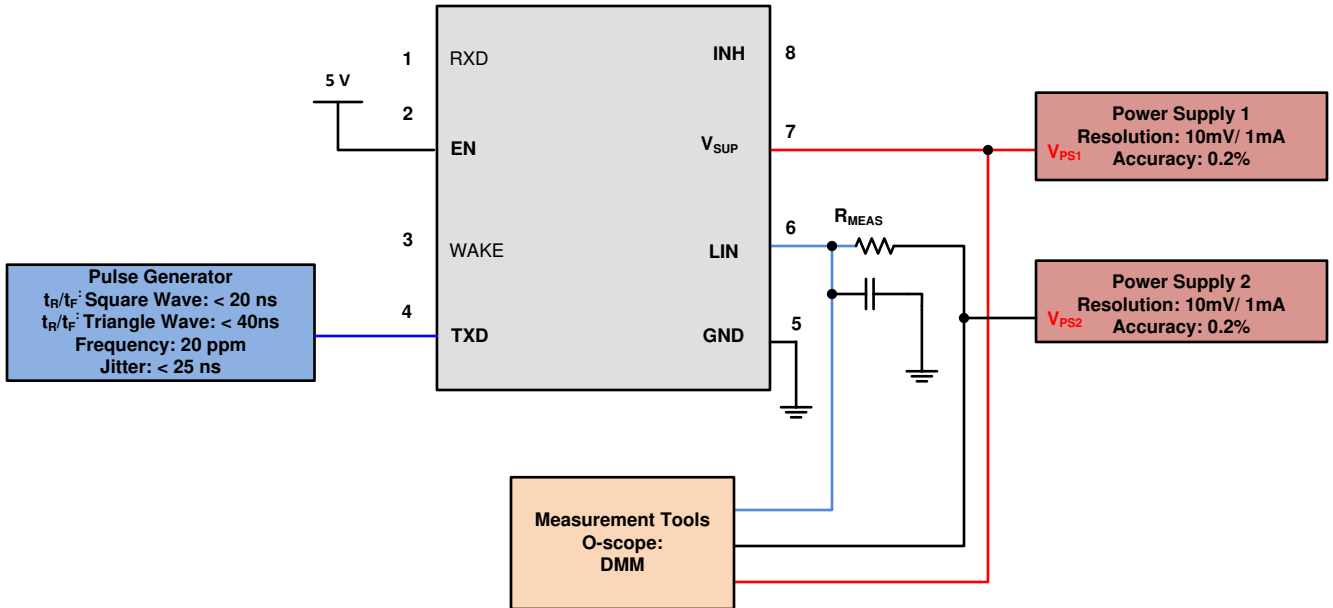 5 V
1
RXD
2
EN
3
WAKE
4
TXD
INH
8
VSUP
7
LIN
6
GND
5
RMEAS
Pulse Generator
tR/tF: Square Wave: < 20 ns
tR/tF: Triangle Wave: < 40ns
Frequency: 20 ppm
Jitter: < 25 ns
Power Supply 1
Resolution: 10mV/ 1mA
VPS1
Accuracy: 0.2%
Power Supply 2
Resolution: 10mV/ 1mA
VPS2
Accuracy: 0.2%
Measurement Tools
O-scope:
DMM